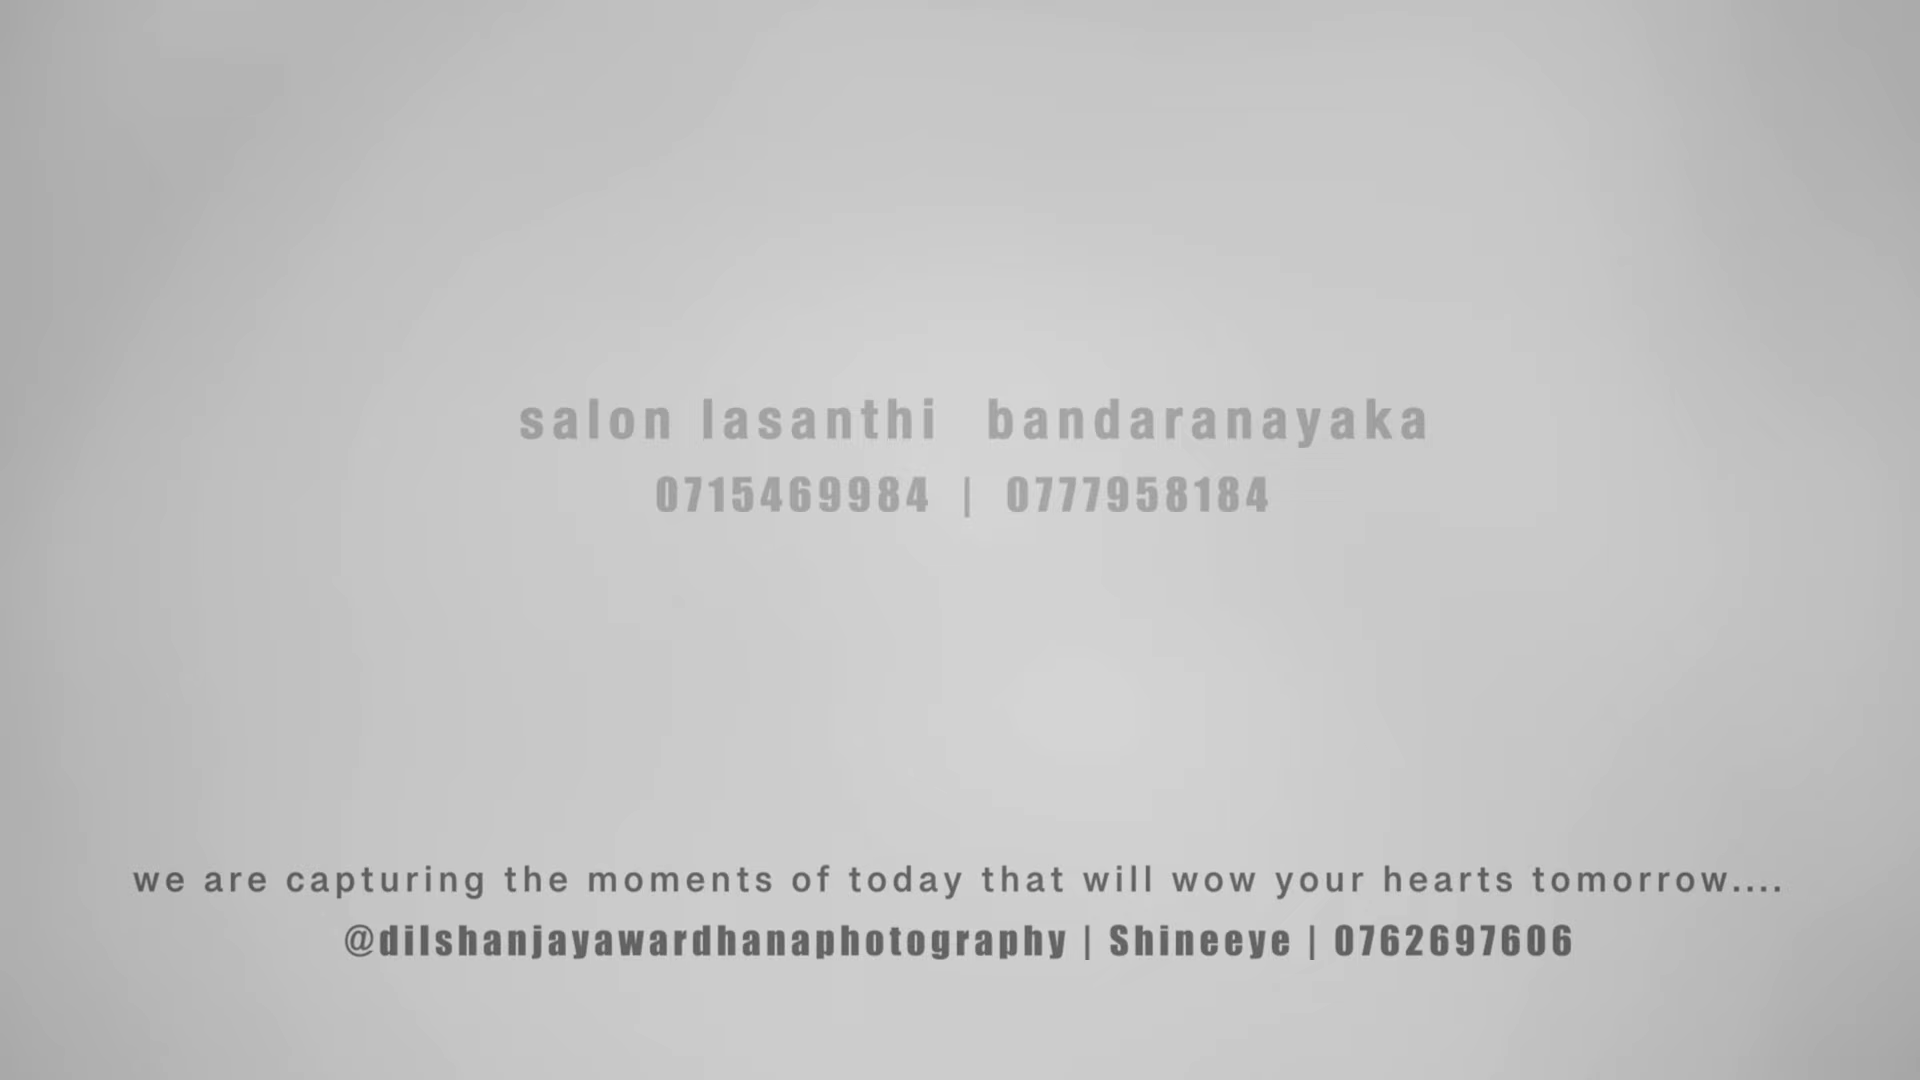 salon lasanthi bandaranayaka
0715469984 | 0777958184
we are capturing the moments of today that will wow your hearts tomorrow....
@dilshanjayawardhanaphotography | Shineeye | 0762697606